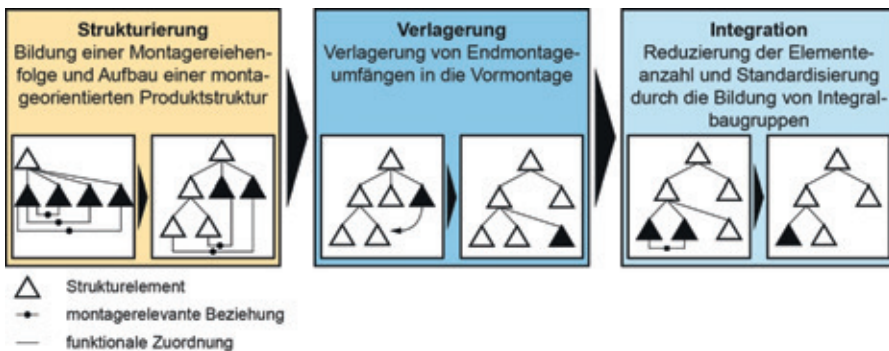 Strukturierung
Bildung einer Montagereihen-
folge und Aufbau einer monta-
georientierten Produktstruktur
Verlagerung
Verlagerung von Endmontage-
umfängen in die Vormontage
Integration
Reduzierung der Elemente-
anzahl und Standardisierung
durch die Bildung von Integral-
baugruppen
Strukturelement
montagerelevante Beziehung
funktionale Zuordnung